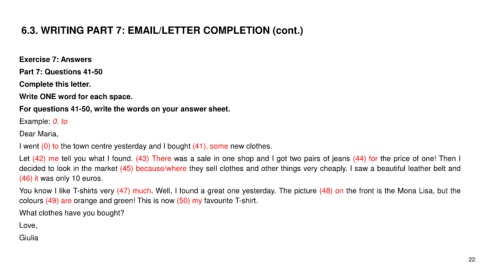 6.3. WRITING PART 7: EMAIL/LETTER COMPLETION (cont.)
Exercise 7: Answers
Part 7: Questions 41-50
Complete this letter.
Write ONE word for each space.
For questions 41-50, write the words on your answer sheet.
Example: 0. to
Dear Maria,
I went (0) to the town centre yesterday and I bought (41). some new clothes.
Let (42) me tell you what I found. (43) There was a sale in one shop and I got two pairs of jeans (44) for the price of one! Then I
decided to look in the market (45) because/where they sell clothes and other things very cheaply. I saw a beautiful leather belt and
(46) it was only 10 euros.
You know I like T-shirts very (47) much. Well, I found a great one yesterday. The picture (48) on the front is the Mona Lisa, but the
colours (49) are orange and green! This is now (50) my favourite T-shirt.
What clothes have you bought?
Love,
Giulia
22